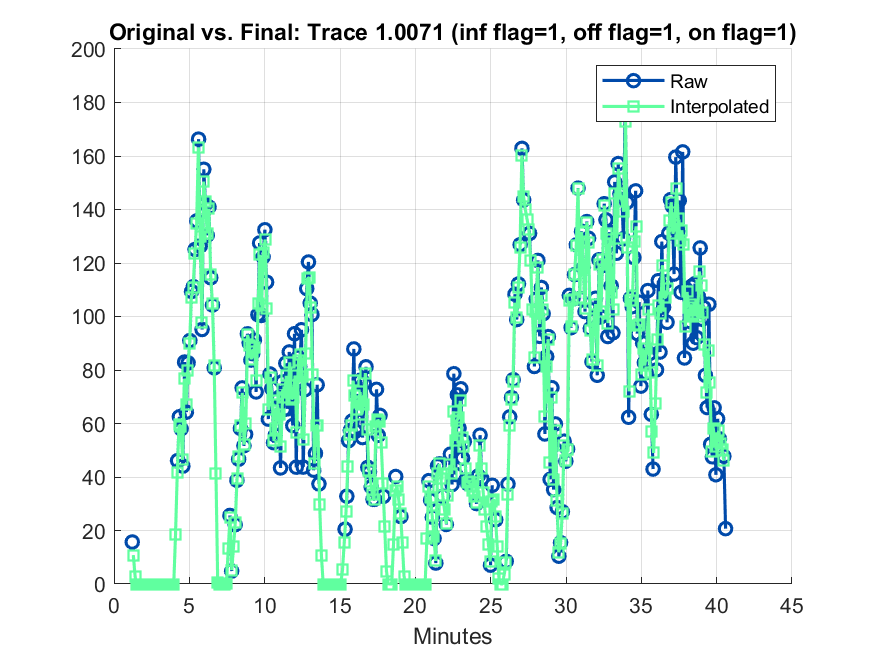 Original vs. Final: Trace 1.0071 (inf flag=1, off flag=1, on flag=1)
200
180
160
140
120
100
80
60
40
20
0
Raw
Interpolated
0 5 10 15 20 25 30 35 40 45
Minutes